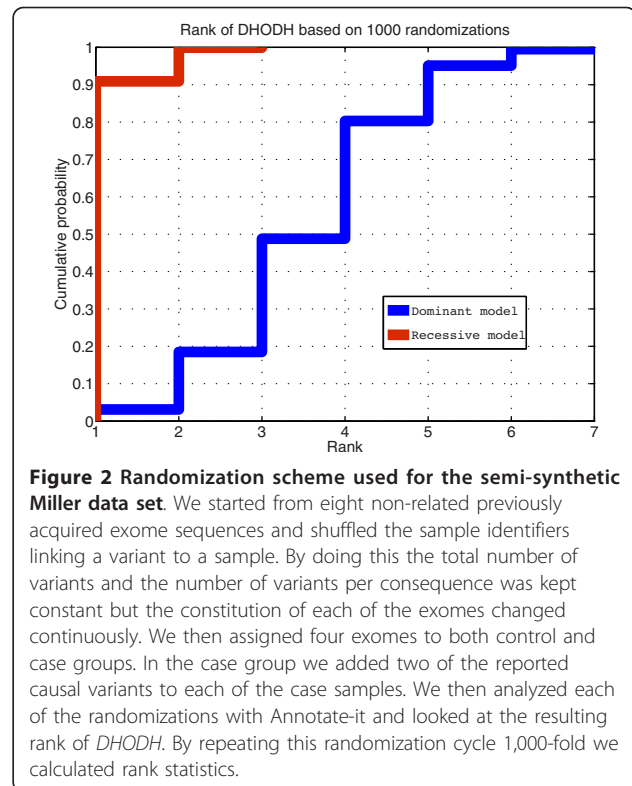 Rank of DHODH based on 1000 randomizations
1
0.9
0.8
0.7
0.6
0.5
0.4
0.3
0.2
0.1
0
Cumulative probability
Dominant model
Recessive model
1 2 3 4 5 6 7
Rank
Figure 2 Randomization scheme used for the semi-synthetic
Miller data set. We started from eight non-related previously
acquired exome sequences and shuffled the sample identifiers
linking a variant to a sample. By doing this the total number of
variants and the number of variants per consequence was kept
constant but the constitution of each of the exomes changed
continuously. We then assigned four exomes to both control and
case groups. In the case group we added two of the reported
causal variants to each of the case samples. We then analyzed each
of the randomizations with Annotate-it and looked at the resulting
rank of DHODH. By repeating this randomization cycle 1,000-fold we
calculated rank statistics.